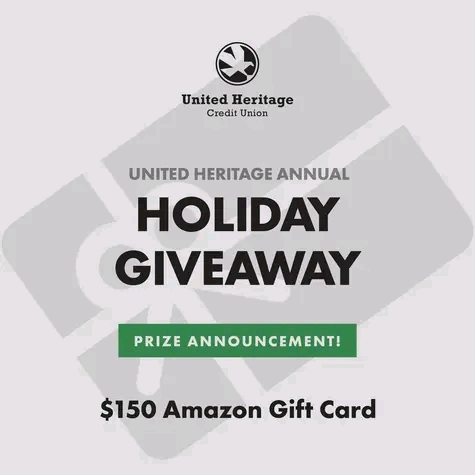 United Heritage
Credit Union
UNITED HERITAGE ANNUAL
HOLIDAY
GIVEAWAY
PRIZE ANNOUNCEMENT!
$150 Amazon Gift Card